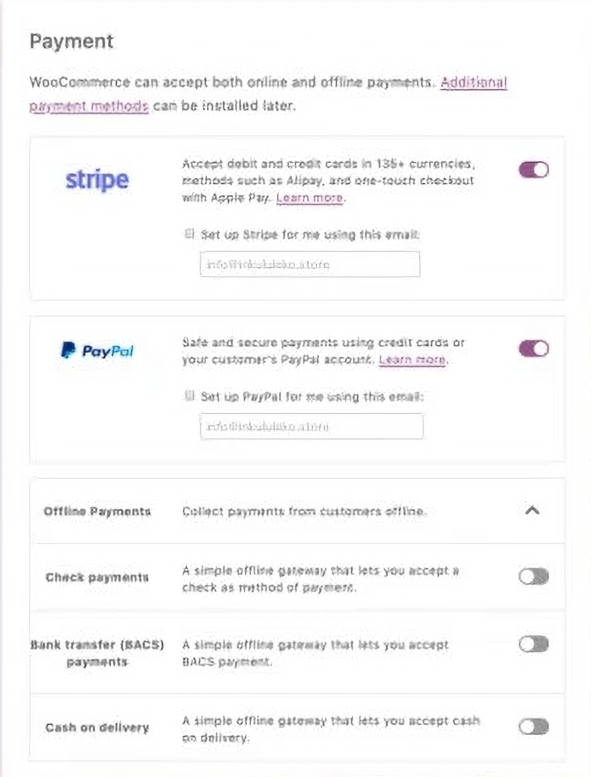 Payment
WooCommerce can accept both online and offline payments. Additional
payment methods can be installed later.
stripe
Accept debit and credit cards in 135+ currencies,
methods such as Alipay, and one-touch checkout
with Apple Pay. Learn more.
Set up Stripe for me using this email:
PayPal
Safe and secure payments using credit cards or
your customer's PayPal account. Learn more.
Set up PayPal for me using this email:
Offline Payments
Collect payments from customers offline.
Check payments
A simple offline gateway that lets you accept a
check as method of payment.
Bank transfer (BACS)
payments
A simple offline gateway that lets you accept
BACS payment.
Cash on delivery
A simple offline gateway that lets you accept cash
on delivery.